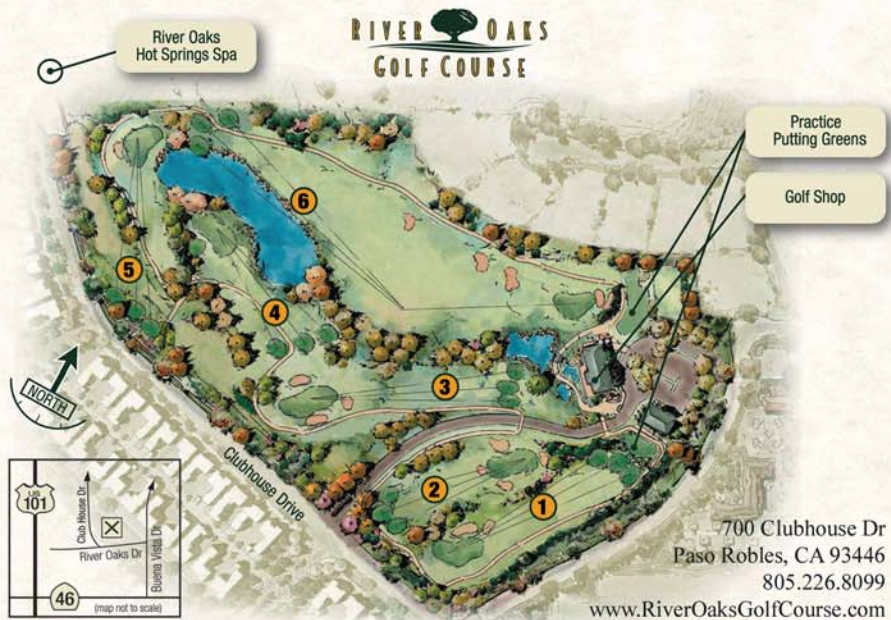 RIVER OAKS
GOLF COURSE
River Oaks
Hot Springs Spa
Practice
Putting Greens
Golf Shop
6
5
4
3
2
1
NORTH
Clubhouse Drive
US
101
Club House Dr
River Oaks Dr
Buena Vista Dr
46
(map not to scale)
700 Clubhouse Dr
Paso Robles, CA 93446
805.226.8099
www.RiverOaksGolfCourse.com